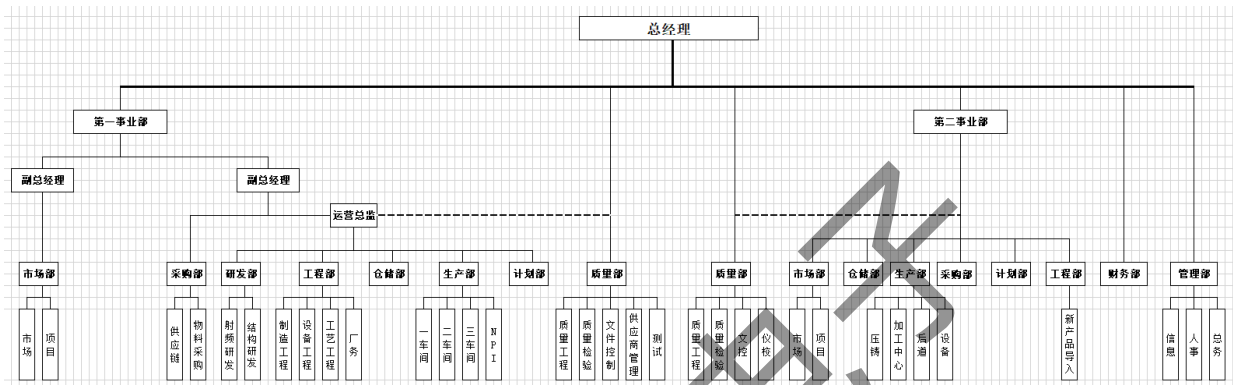 总经理
第一事业部
第二事业部
副总经理
副总经理
运营总监
市场部
采购部
研发部
工程部
仓储部
生产部
计划部
质量部
质量部
市场部
仓储部
生产部
采购部
计划部
工程部
财务部
管理部
市场
项目
供应链
物料采购
射频研发
结构研发
制造工程
设备工程
工艺工程
厂务
一车间
二车间
三车间
NPI
质量工程
质量检验
文件控制
供应商管理
测试
质量工程
质量检验
文控
仪校
市场
项目
压铸
加工中心
后道
设备
新产品导入
信息
人事
总务